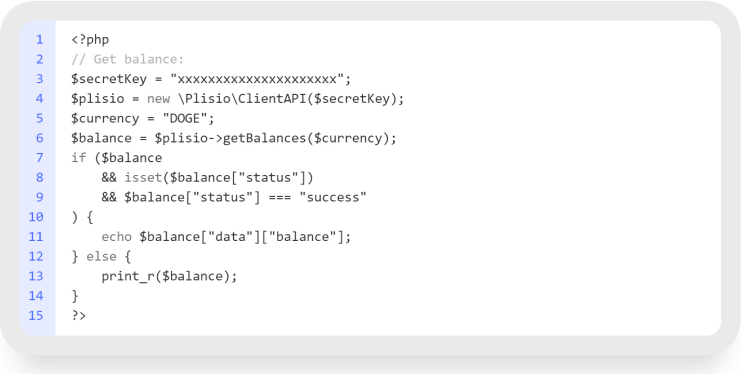 1 <?php
2 // Get balance:
3 $secretKey = "xxxxxxxxxxxxxxxxxxxxx";
4 $plisio = new \Plisio\ClientAPI($secretKey);
5 $currency = "DOGE";
6 $balance = $plisio->getBalances($currency);
7 if ($balance
8     && isset($balance["status"])
9     && $balance["status"] === "success"
10 ) {
11     echo $balance["data"]["balance"];
12 } else {
13     print_r($balance);
14 }
15 ?>